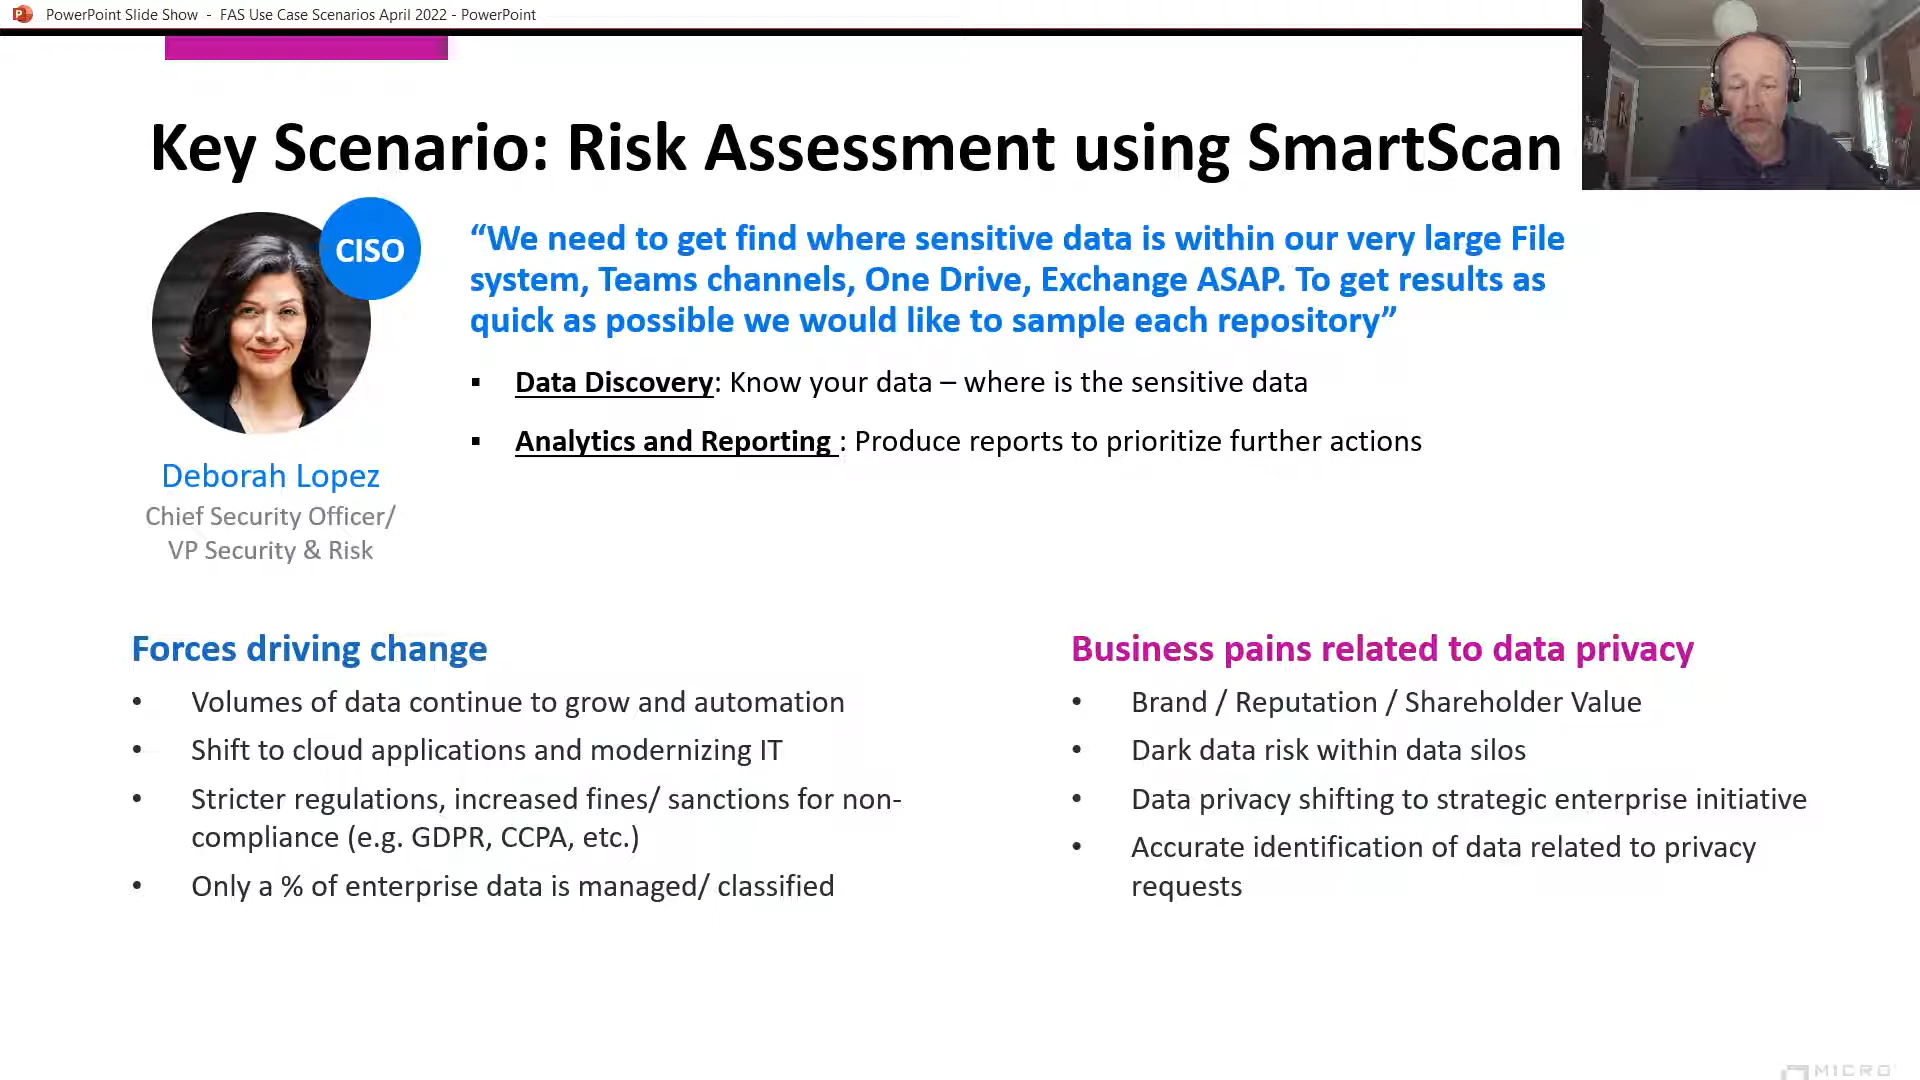 PowerPoint Slide Show - FAS Use Case Scenarios April 2022 - PowerPoint
Key Scenario: Risk Assessment using SmartScan
CISO
“We need to get find where sensitive data is within our very large File
system, Teams channels, One Drive, Exchange ASAP. To get results as
quick as possible we would like to sample each repository”
▪ Data Discovery: Know your data – where is the sensitive data
▪ Analytics and Reporting : Produce reports to prioritize further actions
Deborah Lopez
Chief Security Officer/
VP Security & Risk
Forces driving change
• Volumes of data continue to grow and automation
• Shift to cloud applications and modernizing IT
• Stricter regulations, increased fines/ sanctions for non-
compliance (e.g. GDPR, CCPA, etc.)
• Only a % of enterprise data is managed/ classified
Business pains related to data privacy
• Brand / Reputation / Shareholder Value
• Dark data risk within data silos
• Data privacy shifting to strategic enterprise initiative
• Accurate identification of data related to privacy
requests
MICRO